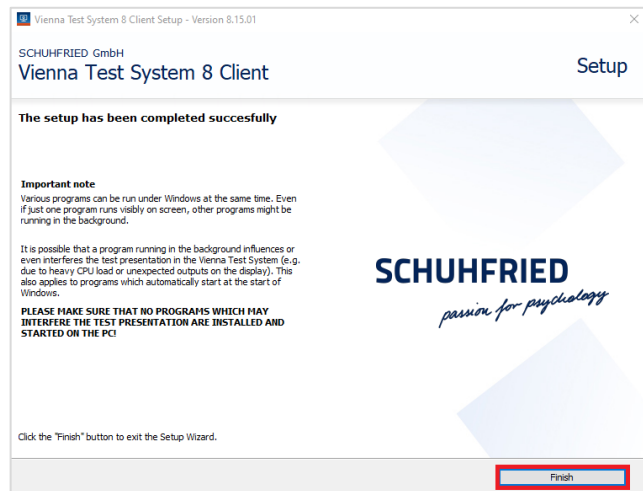 Vienna Test System 8 Client Setup - Version 8.15.01
SCHUHFRIED GmbH
Vienna Test System 8 Client
Setup
The setup has been completed succesfully
Important note
Various programs can be run under Windows at the same time. Even
if just one program runs visibly on screen, other programs might be
running in the background.
It is possible that a program running in the background influences or
even interferes the test presentation in the Vienna Test System (e.g.
due to heavy CPU load or unexpected outputs on the display). This
also applies to programs which automatically start at the start of
Windows.
PLEASE MAKE SURE THAT NO PROGRAMS WHICH MAY
INTERFERE THE TEST PRESENTATION ARE INSTALLED AND
STARTED ON THE PC!
SCHUHFRIED
passion for psychology
Click the "Finish" button to exit the Setup Wizard.
Finish